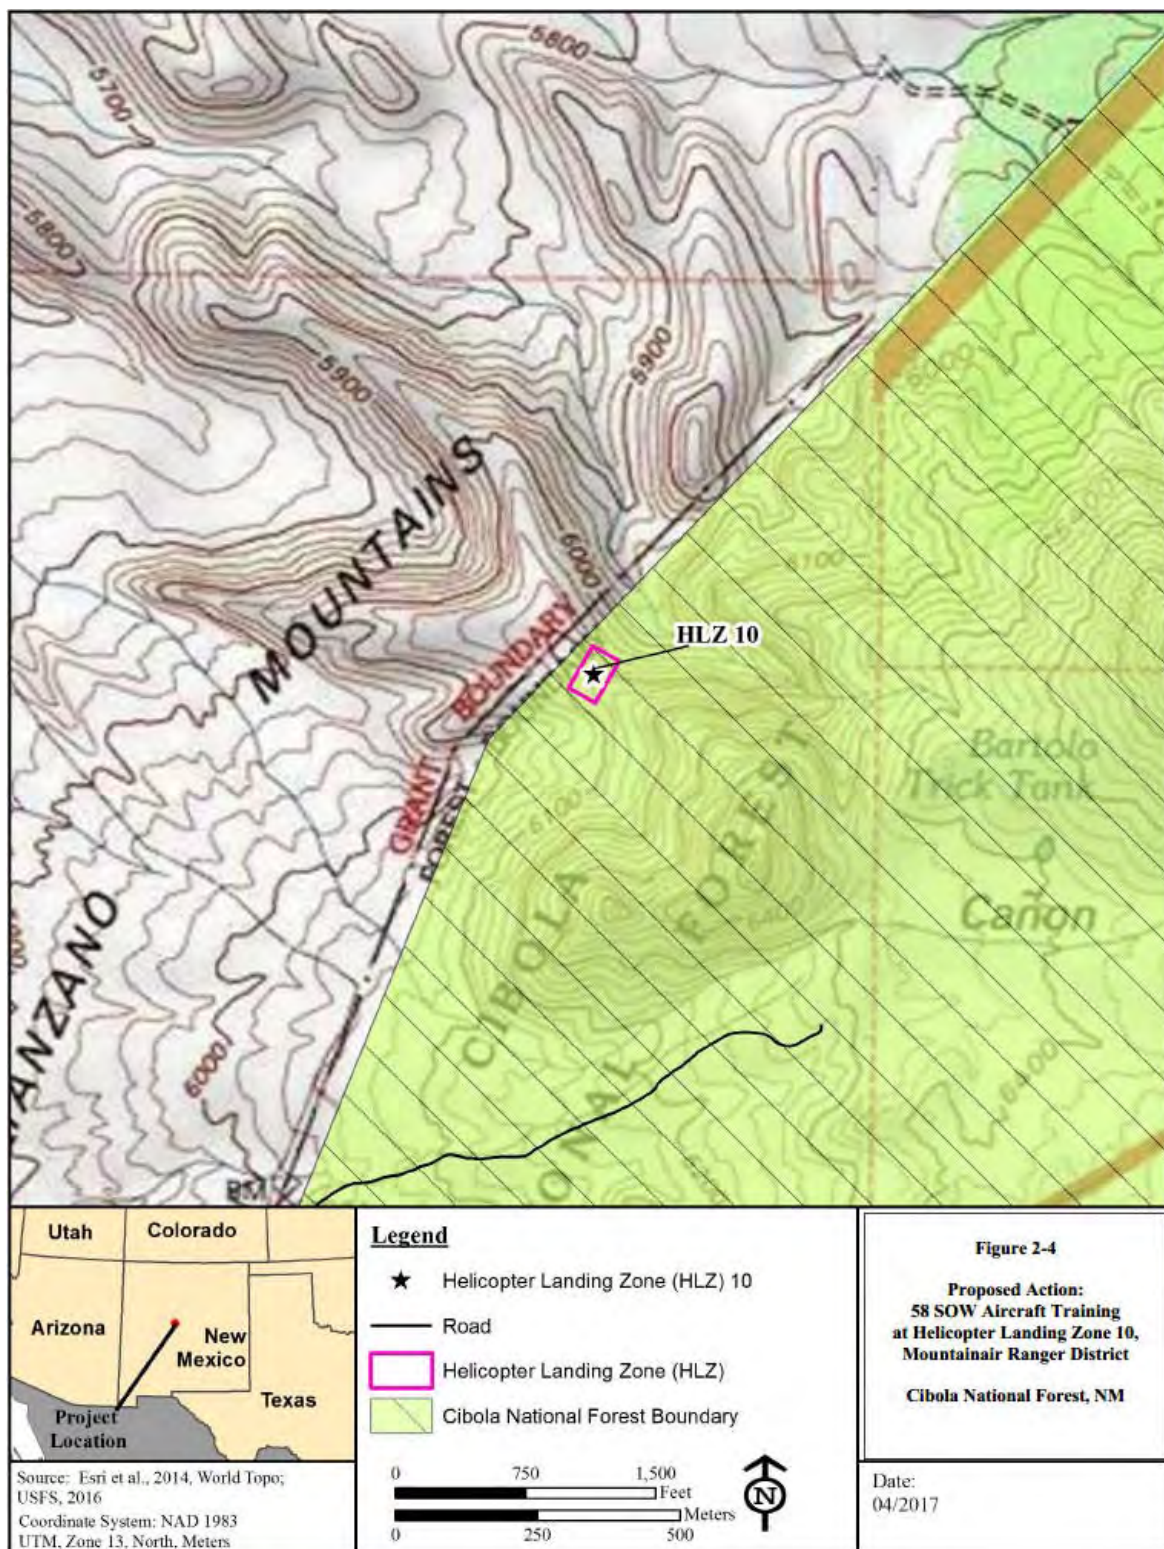 5800
5700
5800
5900
5900
6000
6000
6100
6400
MOUNTAINS
HLZ 10
BOUNDARY
GRANT
FOREST
Bartolo
Trick Tank
Cañon
6100
6400
CIBOLA
FOREST
6400
6000
BM
Utah
Colorado
Arizona
New
Mexico
Texas
Project
Location
Legend
Helicopter Landing Zone (HLZ) 10
Road
Helicopter Landing Zone (HLZ)
Cibola National Forest Boundary
0 750 1,500
Feet
Meters
0 250 500
N
Figure 2-4
Proposed Action:
58 SOW Aircraft Training
at Helicopter Landing Zone 10,
Mountainair Ranger District
Cibola National Forest, NM
Source: Esri et al., 2014, World Topo;
USFS, 2016
Coordinate System: NAD 1983
UTM, Zone 13, North, Meters
Date:
04/2017